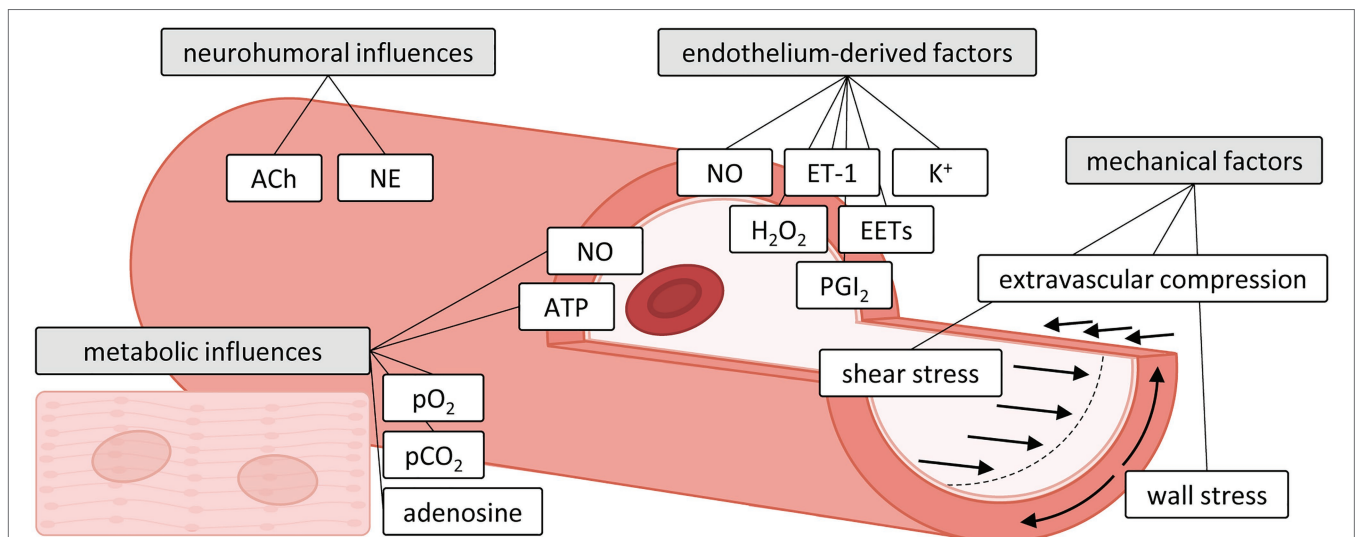 neurohumoral influences
ACh
NE
endothelium-derived factors
NO
ET-1
K⁺
H₂O₂
EETs
PGI₂
mechanical factors
extravascular compression
shear stress
wall stress
NO
ATP
metabolic influences
pO₂
pCO₂
adenosine